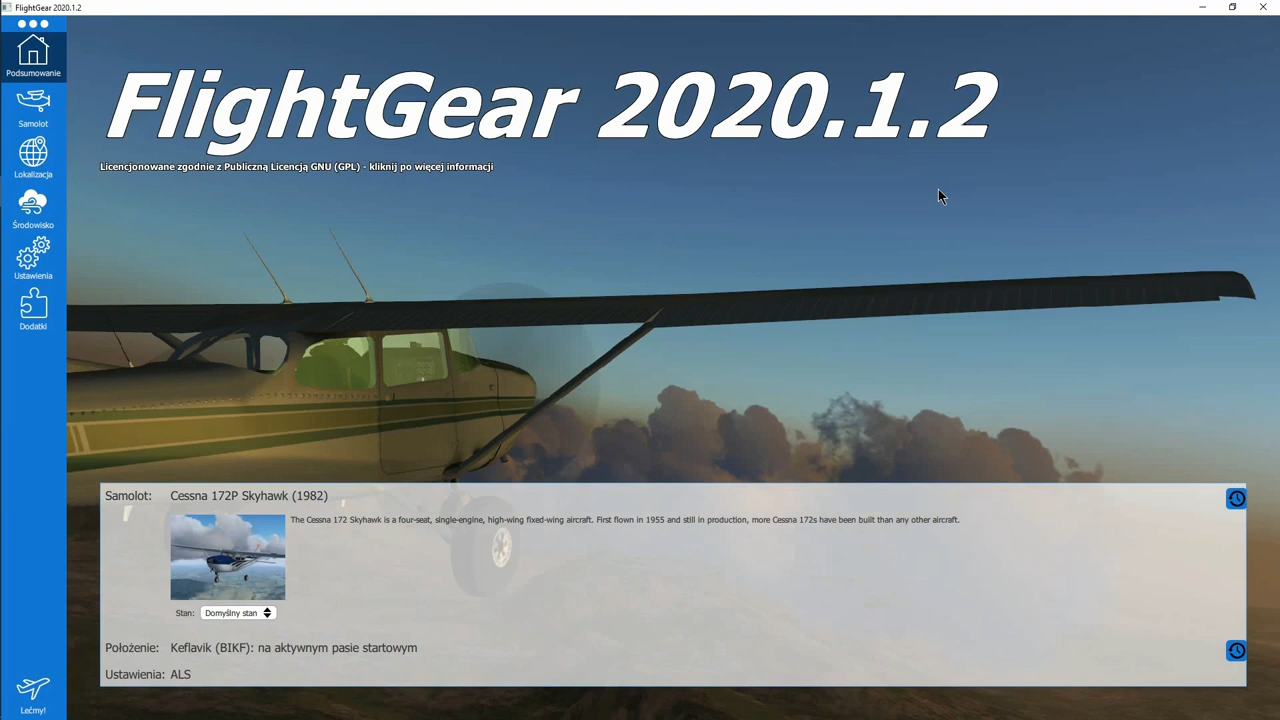 FlightGear 2020.1.2
Podsumowanie
Samolot
Lokalizacja
Środowisko
Ustawienia
Dodatki
Lećmy!
FlightGear 2020.1.2
Licencjonowane zgodnie z Publiczną Licencją GNU (GPL) - kliknij po więcej informacji
Samolot: Cessna 172P Skyhawk (1982)
The Cessna 172 Skyhawk is a four-seat, single-engine, high-wing fixed-wing aircraft. First flown in 1955 and still in production, more Cessna 172s have been built than any other aircraft.
Stan: Domyślny stan
Położenie: Keflavik (BIKF): na aktywnym pasie startowym
Ustawienia: ALS